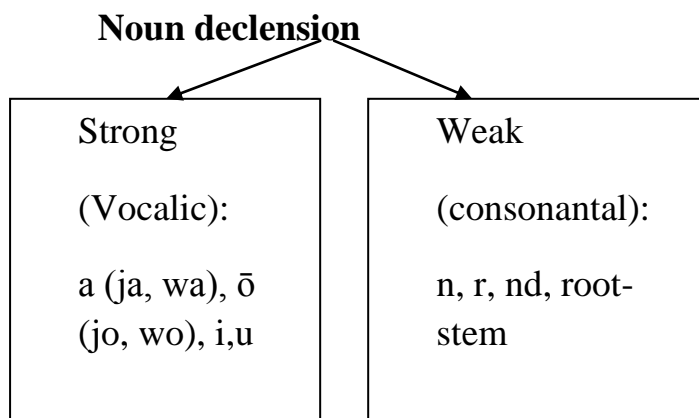 Noun declension
Strong
(Vocalic):
a (ja, wa), ō
(jo, wo), i,u
Weak
(consonantal):
n, r, nd, root-
stem